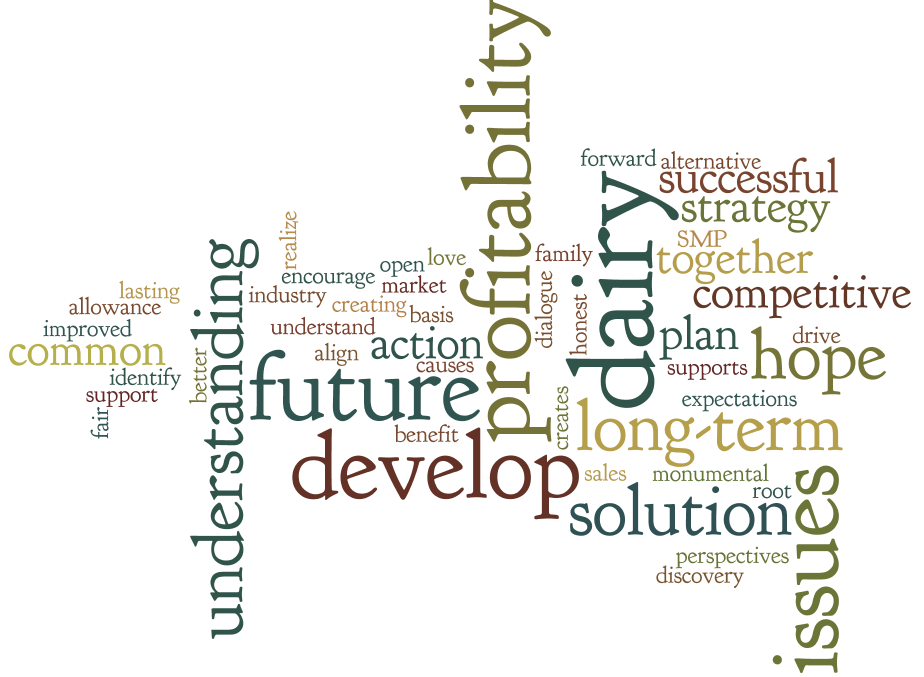 profitability
forward
alternative
successful
dairy
strategy
realize
understanding
SMP
together
open
love
family
encourage
market
dialogue
honest
lasting
industry
creating
basis
competitive
allowance
improved
understand
action
plan
hope
drive
common
better
align
causes
supports
identify
future
support
fair
creates
expectations
benefit
long-term
develop
sales
monumental
root
issues
solution
perspectives
discovery